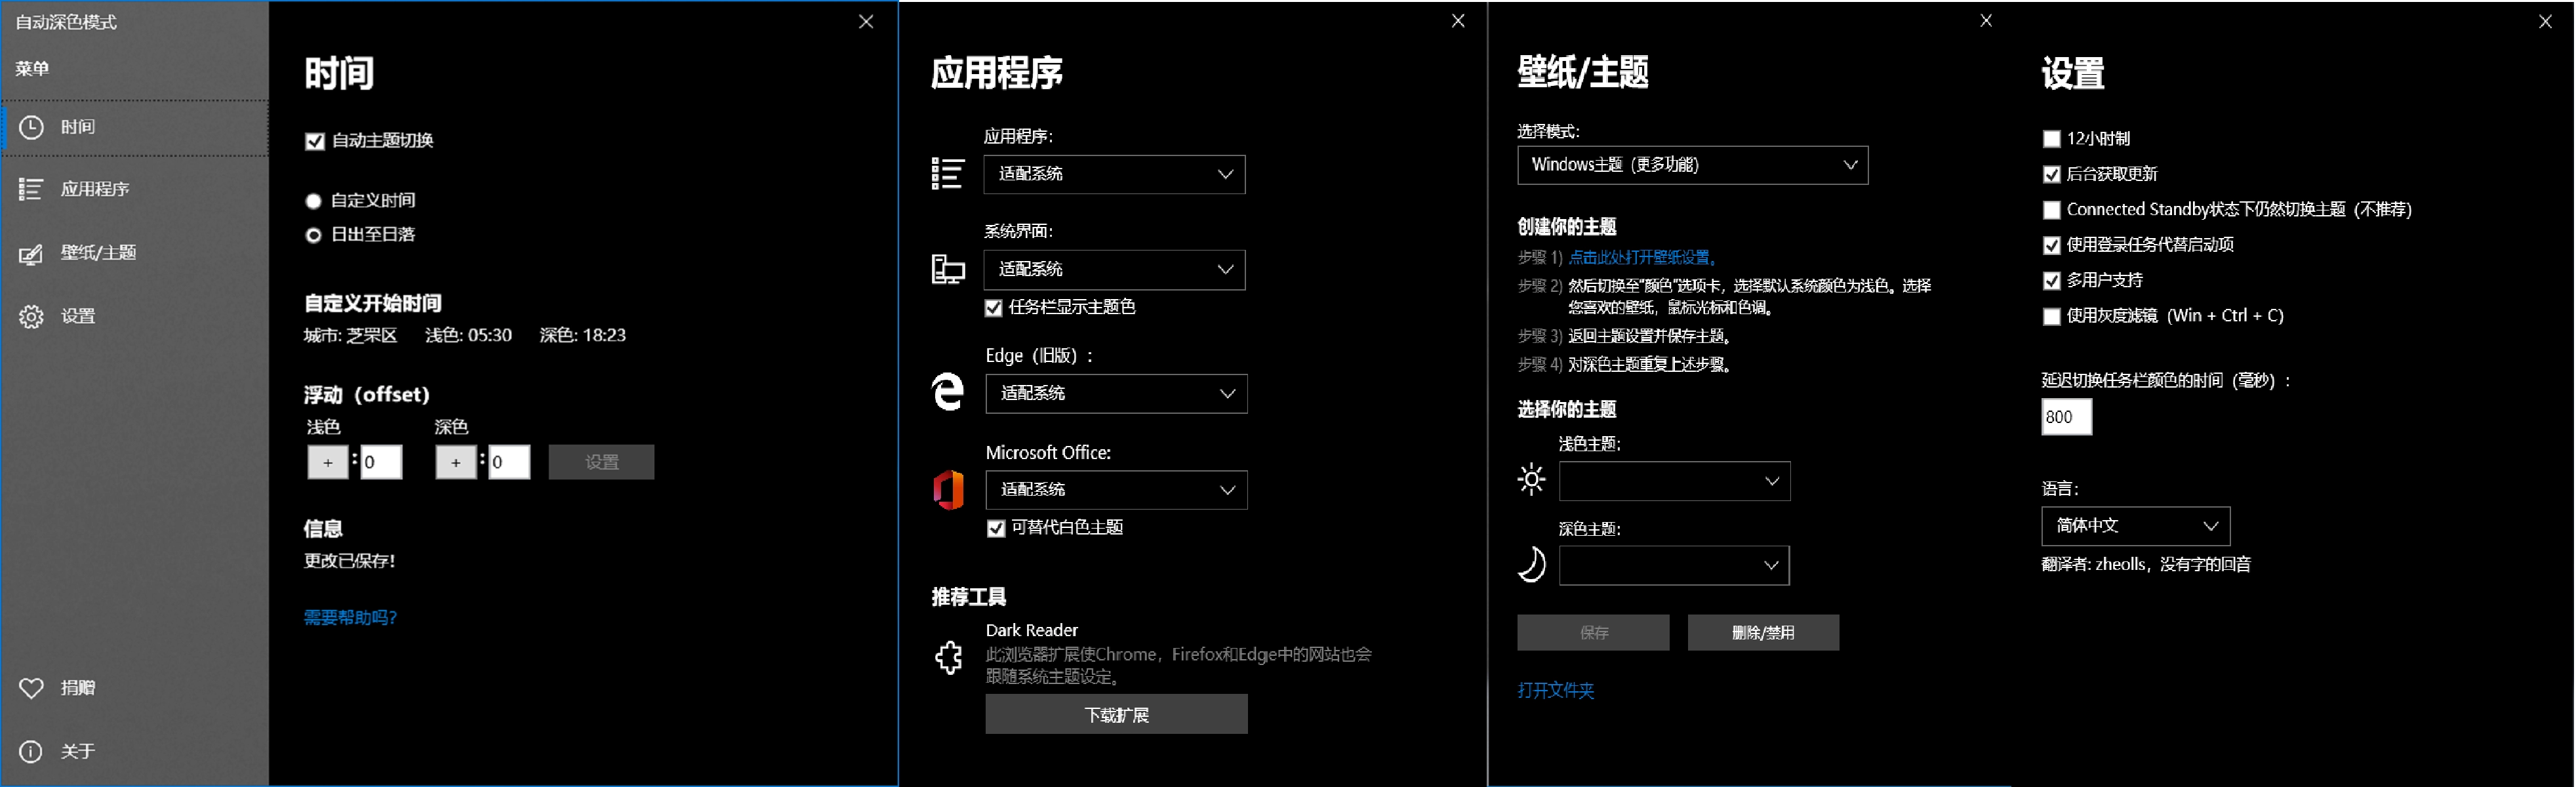 自动深色模式
菜单
时间
应用程序
壁纸/主题
设置
捐赠
关于
时间
自动主题切换
自定义时间
日出至日落
自定义开始时间
城市: 芝罘区 浅色: 05:30 深色: 18:23
浮动（offset）
浅色 深色
+ : 0 + : 0 设置
信息
更改已保存!
需要帮助吗?
应用程序
应用程序:
适配系统
系统界面:
适配系统
任务栏显示主题色
Edge（旧版）:
适配系统
Microsoft Office:
适配系统
可替代白色主题
推荐工具
Dark Reader
此浏览器扩展使Chrome，Firefox和Edge中的网站也会
跟随系统主题设定。
下载扩展
壁纸/主题
选择模式:
Windows主题（更多功能）
创建你的主题
步骤 1) 点击此处打开壁纸设置。
步骤 2) 然后切换至"颜色"选项卡，选择默认系统颜色为浅色。选择
您喜欢的壁纸，鼠标光标和色调。
步骤 3) 返回主题设置并保存主题。
步骤 4) 对深色主题重复上述步骤。
选择你的主题
浅色主题:
深色主题:
保存 删除/禁用
打开文件夹
设置
12小时制
后台获取更新
Connected Standby状态下仍然切换主题（不推荐）
使用登录任务代替启动项
多用户支持
使用灰度滤镜（Win + Ctrl + C）
延迟切换任务栏颜色的时间（毫秒）:
800
语言:
简体中文
翻译者: zheolls，没有字的回音